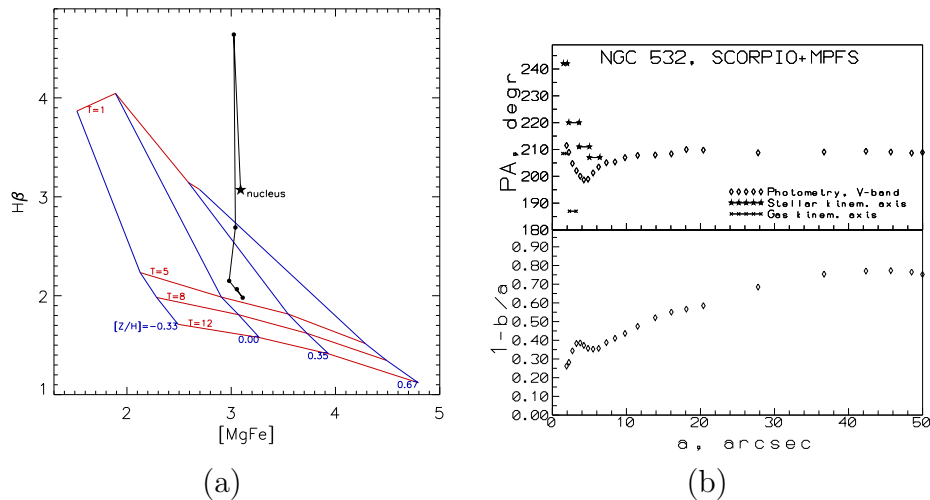 Hβ
4
3
2
1
T=1
nucleus
T=5
T=8
T=12
[Z/H]=-0.33
0.00
0.35
0.67
2 3 4 5
[MgFe]
(a)
NGC 532, SCORPIO+MPFS
PA, degr
240
230
220
210
200
190
180
Photometry, V-band
Stellar kinem. axis
Gas kinem. axis
1-b/a
0.90
0.80
0.70
0.60
0.50
0.40
0.30
0.20
0.10
0.00
0 10 20 30 40 50
a, arcsec
(b)